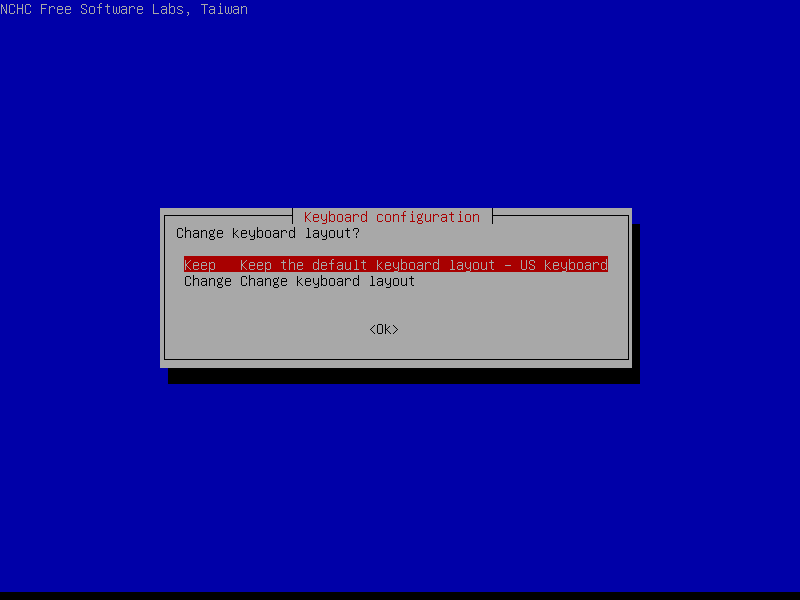 NCHC Free Software Labs, Taiwan
Keyboard configuration
Change keyboard layout?
Keep Keep the default keyboard layout - US keyboard
Change Change keyboard layout
<Ok>